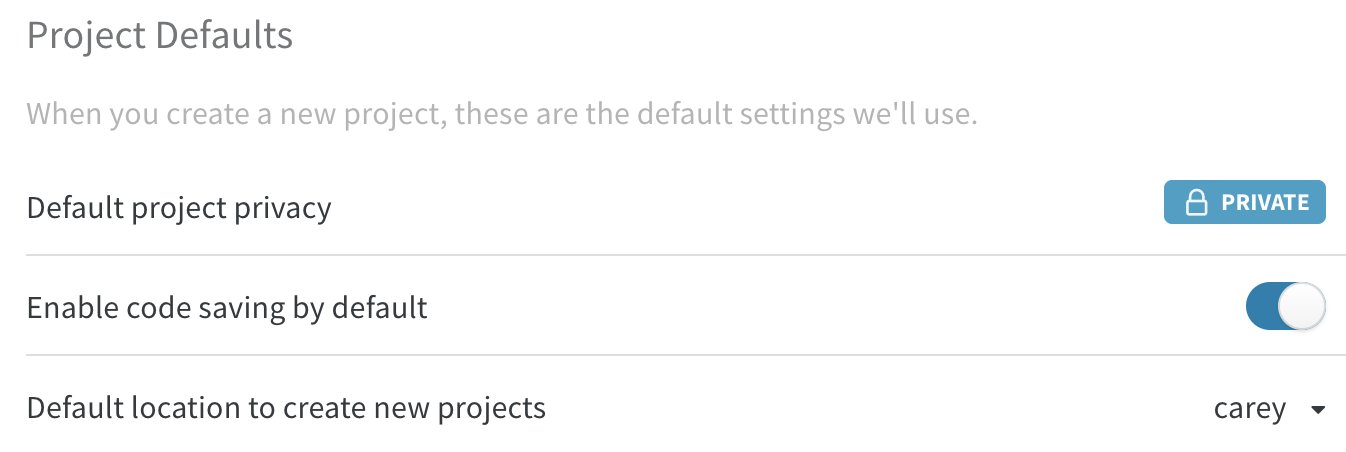 Project Defaults
When you create a new project, these are the default settings we'll use.
Default project privacy
PRIVATE
Enable code saving by default
Default location to create new projects
carey